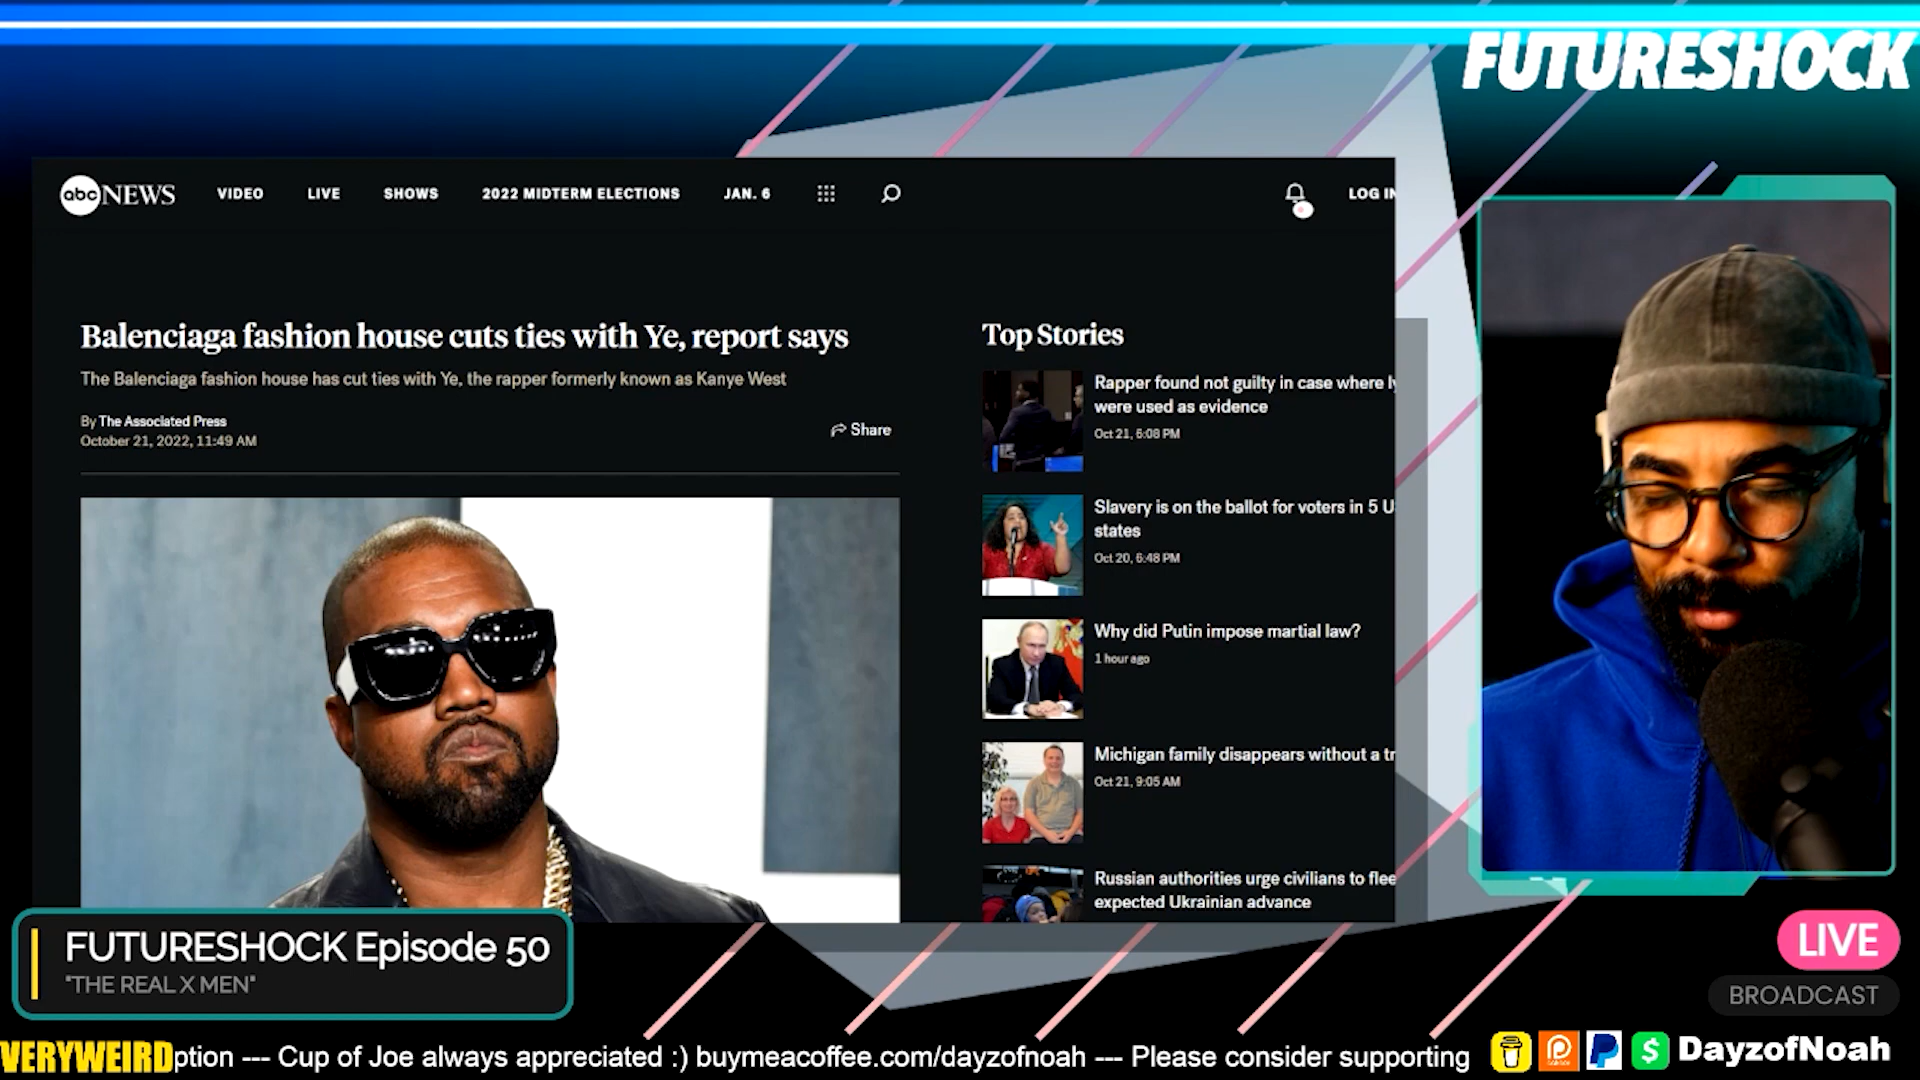 FUTURESHOCK
abc NEWS VIDEO LIVE SHOWS 2022 MIDTERM ELECTIONS JAN. 6 LOG IN
Balenciaga fashion house cuts ties with Ye, report says
The Balenciaga fashion house has cut ties with Ye, the rapper formerly known as Kanye West
By The Associated Press
October 21, 2022, 11:49 AM
Share
Top Stories
Rapper found not guilty in case where
were used as evidence
Oct 21, 5:08 PM
Slavery is on the ballot for voters in 5 U
states
Oct 20, 5:48 PM
Why did Putin impose martial law?
1 hour ago
Michigan family disappears without a tr
Oct 21, 9:05 AM
Russian authorities urge civilians to flee
expected Ukrainian advance
FUTURESHOCK Episode 50
"THE REAL X MEN"
LIVE
BROADCAST
VERYWEIRD ption --- Cup of Joe always appreciated :) buymeacoffee.com/dayzofnoah --- Please consider supporting
DayzofNoah